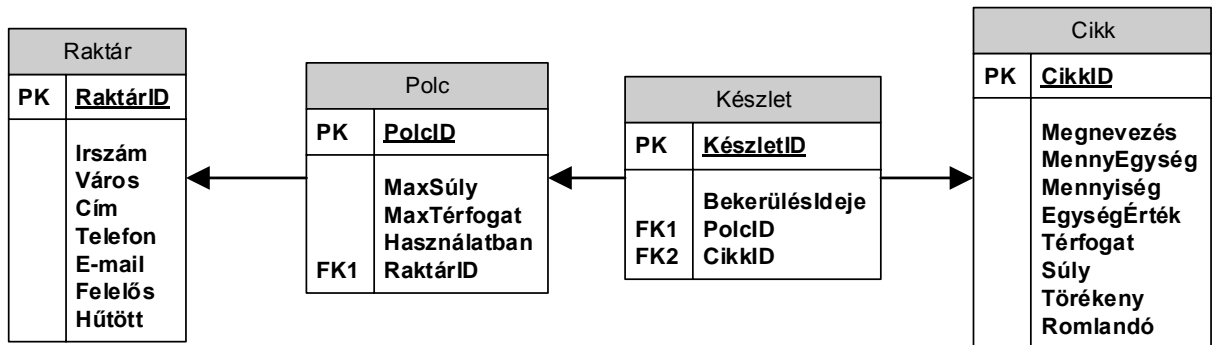 Raktár
PK RaktárID
Irszám
Város
Cím
Telefon
E-mail
Felelős
Hűtött
Polc
PK PolcID
MaxSúly
MaxTérfogat
Használatban
FK1 RaktárID
Készlet
PK KészletID
BekerülésIdeje
FK1 PolcID
FK2 CikkID
Cikk
PK CikkID
Megnevezés
MennyEgység
Mennyiség
EgységÉrték
Térfogat
Súly
Törékeny
Romlandó